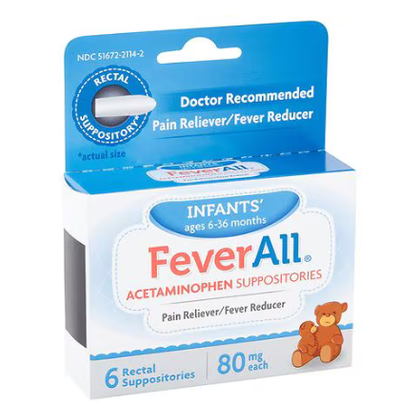 NDC 51672-2114-2
RECTAL
SUPPOSITORY*
*actual size
Doctor Recommended
Pain Reliever/Fever Reducer
INFANTS'
ages 6-36 months
FeverAll®
ACETAMINOPHEN SUPPOSITORIES
Pain Reliever/Fever Reducer
6 Rectal Suppositories
80 mg each